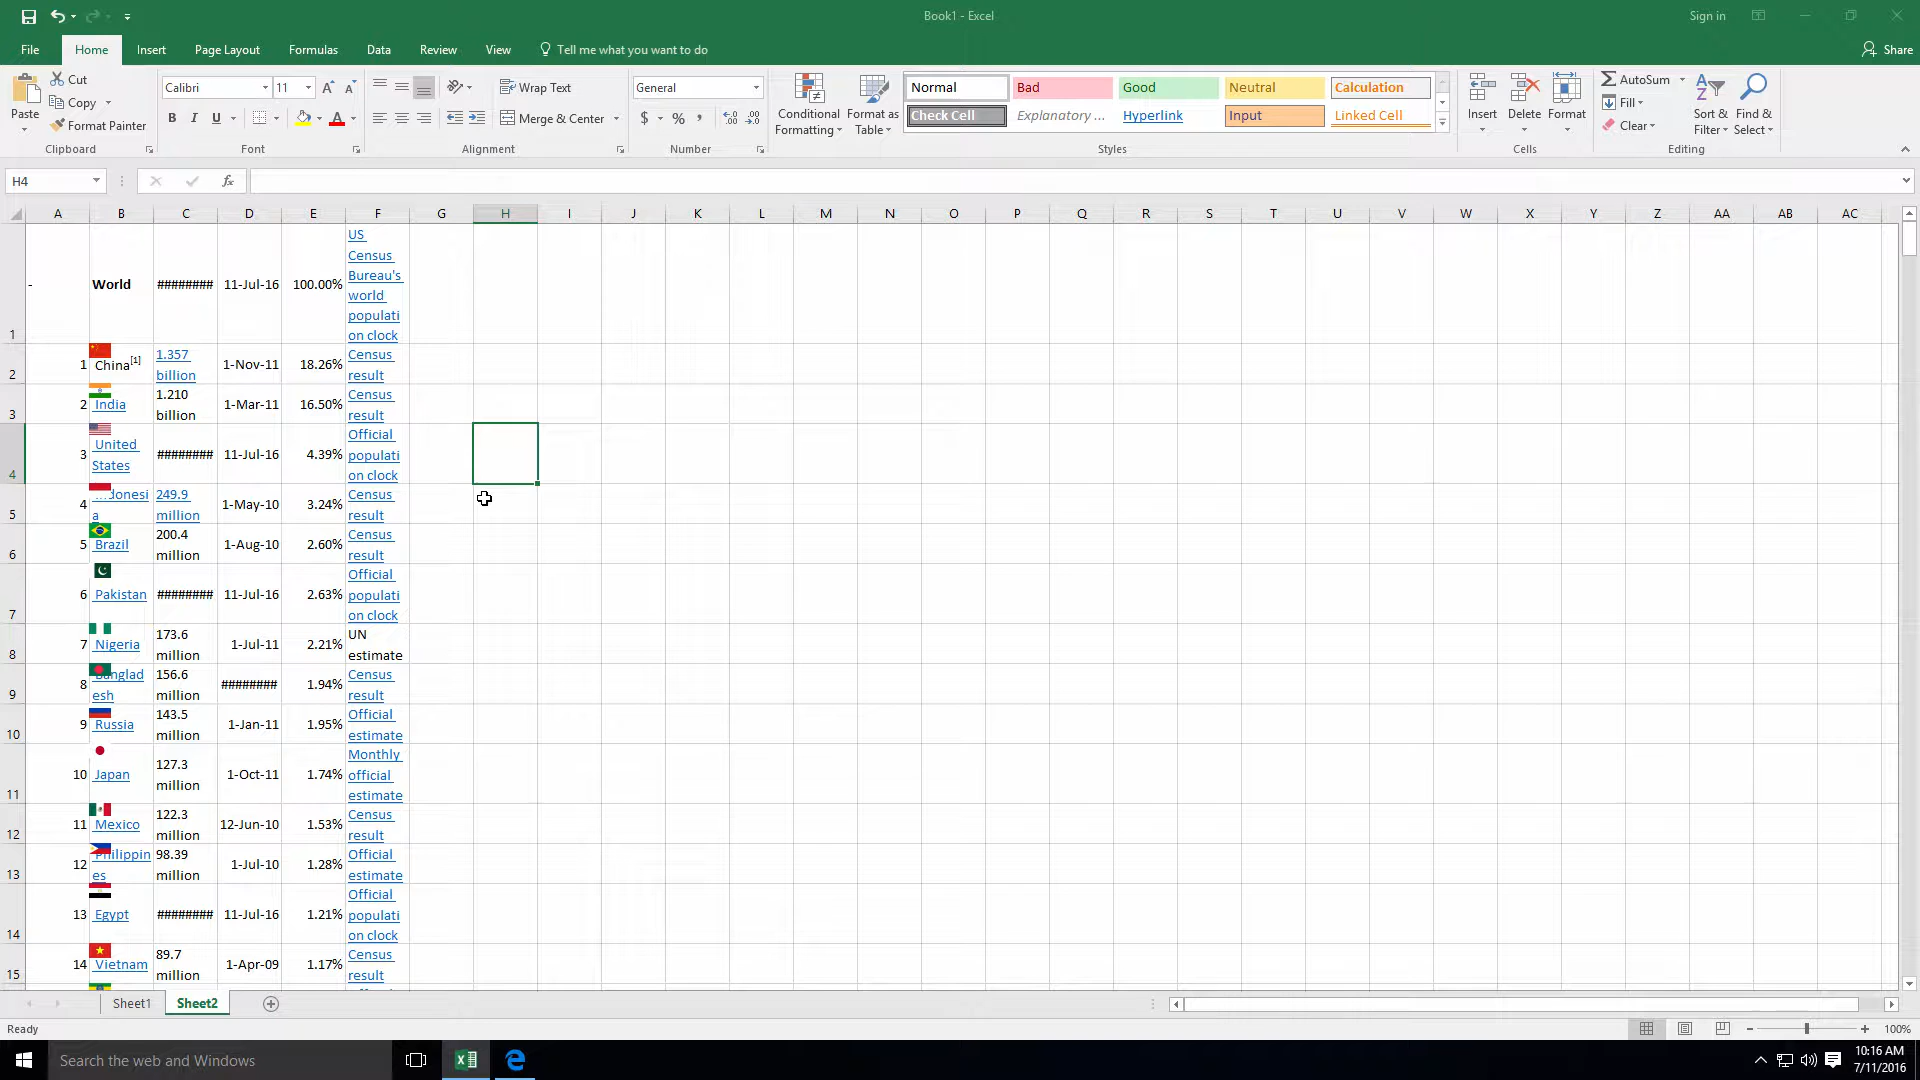 Book1 - Excel
Sign in
File Home Insert Page Layout Formulas Data Review View Tell me what you want to do
Share
Paste
Cut
Copy
Format Painter
Clipboard
Calibri 11 A A
B I U A
Font
Wrap Text
Merge & Center
Alignment
General
$ % ,
Number
Conditional
Formatting
Format as
Table
Normal Bad Good Neutral Calculation
Check Cell Explanatory ... Hyperlink Input Linked Cell
Styles
Insert Delete Format
Cells
AutoSum
Fill
Clear
Sort &
Filter
Find &
Select
Editing
H4
fx
A B C D E F G H I J K L M N O P Q R S T U V W X Y Z AA AB AC
1 - World ######## 11-Jul-16 100.00%
US
Census
Bureau's
world
populati
on clock
2 1 China[1] 1.357
billion
1-Nov-11 18.26% Census
result
3 2 India 1.210
billion
1-Mar-11 16.50% Census
result
4 3 United
States
######## 11-Jul-16 4.39% Official
populati
on clock
5 4 donesi
a
249.9
million
1-May-10 3.24% Census
result
6 5 Brazil 200.4
million
1-Aug-10 2.60% Census
result
7 6 Pakistan ######## 11-Jul-16 2.63% Official
populati
on clock
8 7 Nigeria 173.6
million
1-Jul-11 2.21% UN
estimate
9 8 Banglad
esh
156.6
million
######## 1.94% Census
result
10 9 Russia 143.5
million
1-Jan-11 1.95% Official
estimate
11 10 Japan 127.3
million
1-Oct-11 1.74% Monthly
official
estimate
12 11 Mexico 122.3
million
12-Jun-10 1.53% Census
result
13 12 Philippin
es
98.39
million
1-Jul-10 1.28% Official
estimate
14 13 Egypt ######## 11-Jul-16 1.21% Official
populati
on clock
15 14 Vietnam 89.7
million
1-Apr-09 1.17% Census
result
Sheet1 Sheet2
Ready
100%
Search the web and Windows
10:16 AM
7/11/2016